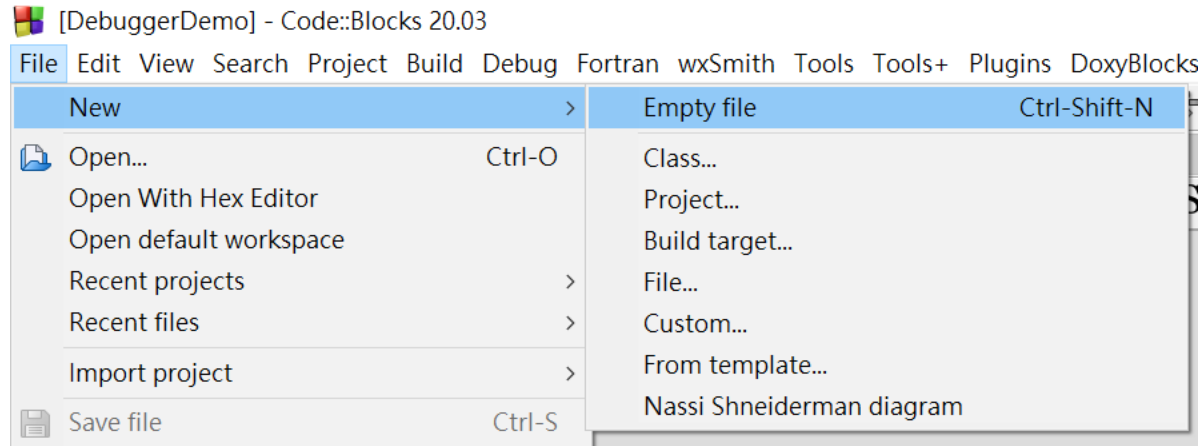 [DebuggerDemo] - Code::Blocks 20.03
File Edit View Search Project Build Debug Fortran wxSmith Tools Tools+ Plugins DoxyBlocks
New > Empty file Ctrl-Shift-N
Open... Ctrl-O Class...
Open With Hex Editor Project...
Open default workspace Build target...
Recent projects > File...
Recent files > Custom...
Import project > From template...
Save file Ctrl-S Nassi Shneiderman diagram